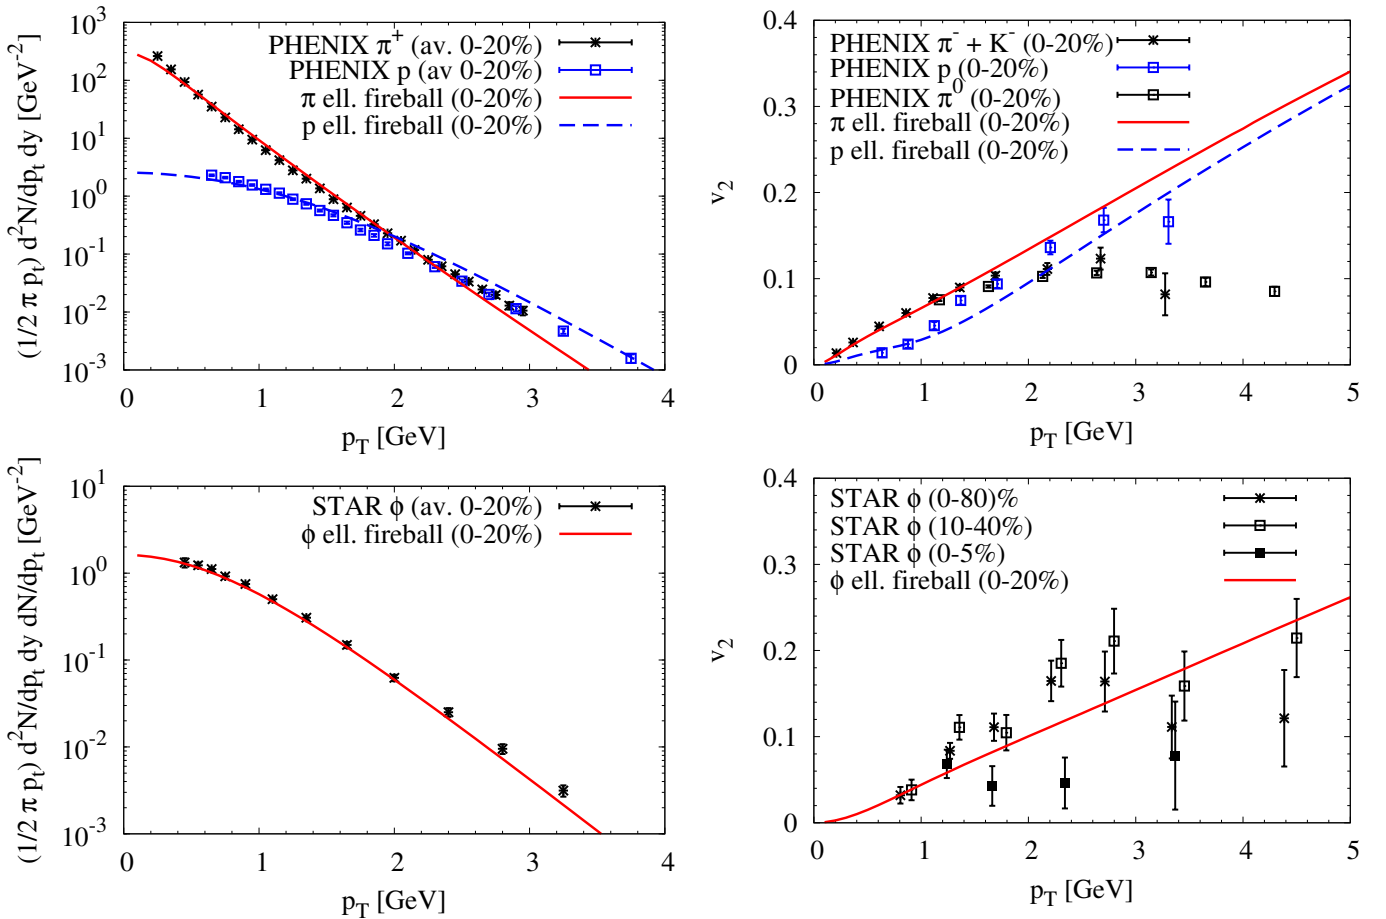 (1/2 π p_t) d²N/dp_t dy [GeV⁻²]
10³
10²
10¹
10⁰
10⁻¹
10⁻²
10⁻³
PHENIX π⁺ (av. 0-20%)
PHENIX p (av 0-20%)
π ell. fireball (0-20%)
p ell. fireball (0-20%)
0 1 2 3 4
p_T [GeV]
v₂
0.4
0.3
0.2
0.1
0
PHENIX π⁻ + K⁻ (0-20%)
PHENIX p (0-20%)
PHENIX π⁰ (0-20%)
π ell. fireball (0-20%)
p ell. fireball (0-20%)
0 1 2 3 4 5
p_T [GeV]
(1/2 π p_t) d²N/dp_t dy dN/dp_t [GeV⁻²]
10¹
10⁰
10⁻¹
10⁻²
10⁻³
STAR ϕ (av. 0-20%)
ϕ ell. fireball (0-20%)
0 1 2 3 4
p_T [GeV]
v₂
0.4
0.3
0.2
0.1
0
STAR ϕ (0-80)%
STAR ϕ (10-40%)
STAR ϕ (0-5%)
ϕ ell. fireball (0-20%)
0 1 2 3 4 5
p_T [GeV]